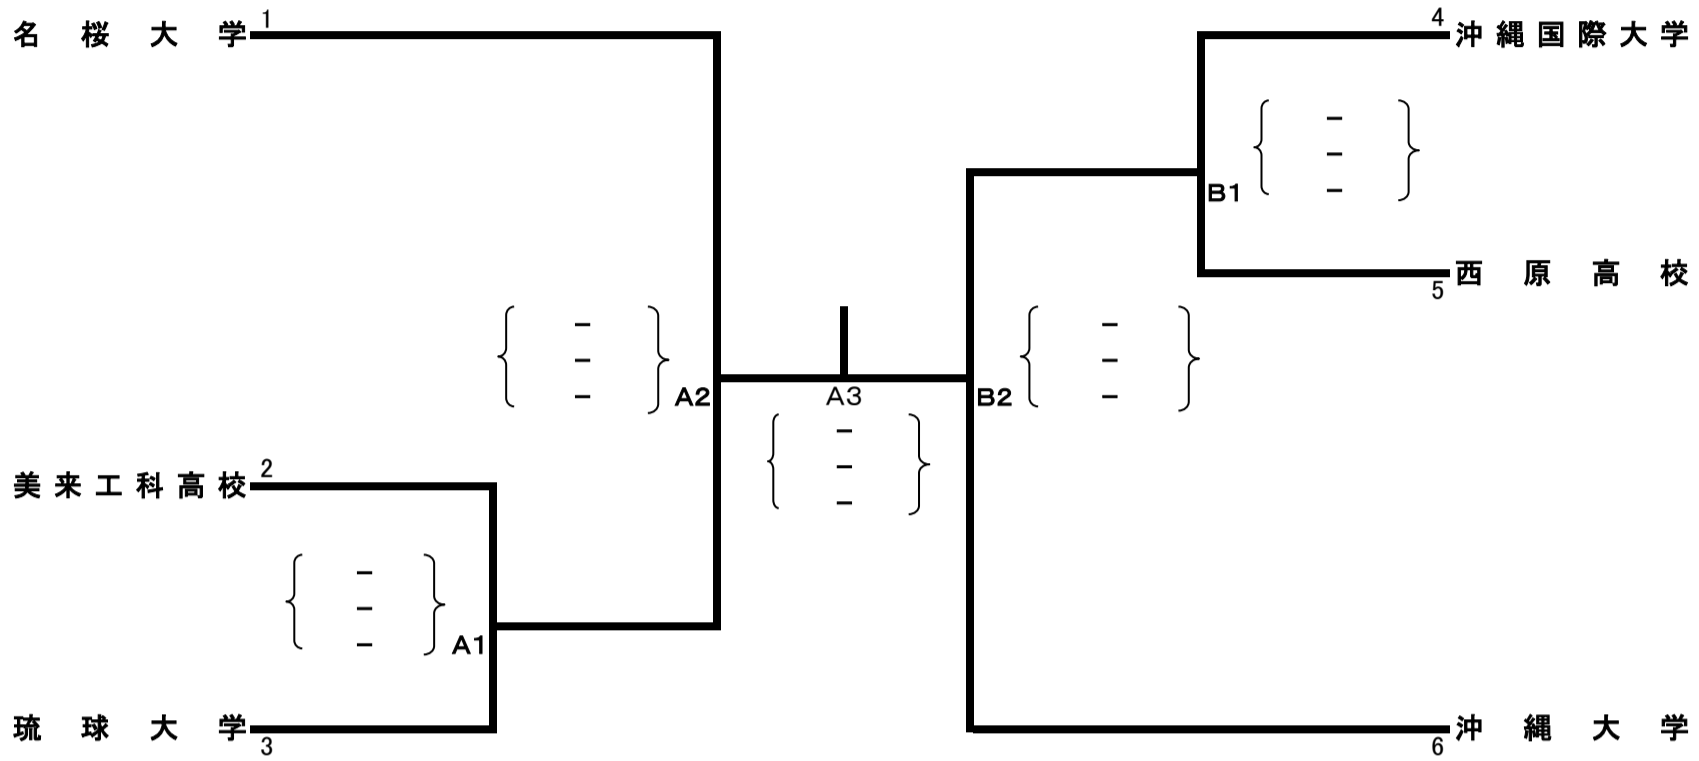 名桜大学 1
4 沖縄国際大学
{ - - - }
B1
西原高校
5
{ - - - }
A2
A3
B2
{ - - - }
{ - - - }
美来工科高校 2
{ - - - }
A1
琉球大学
3
沖縄大学
6